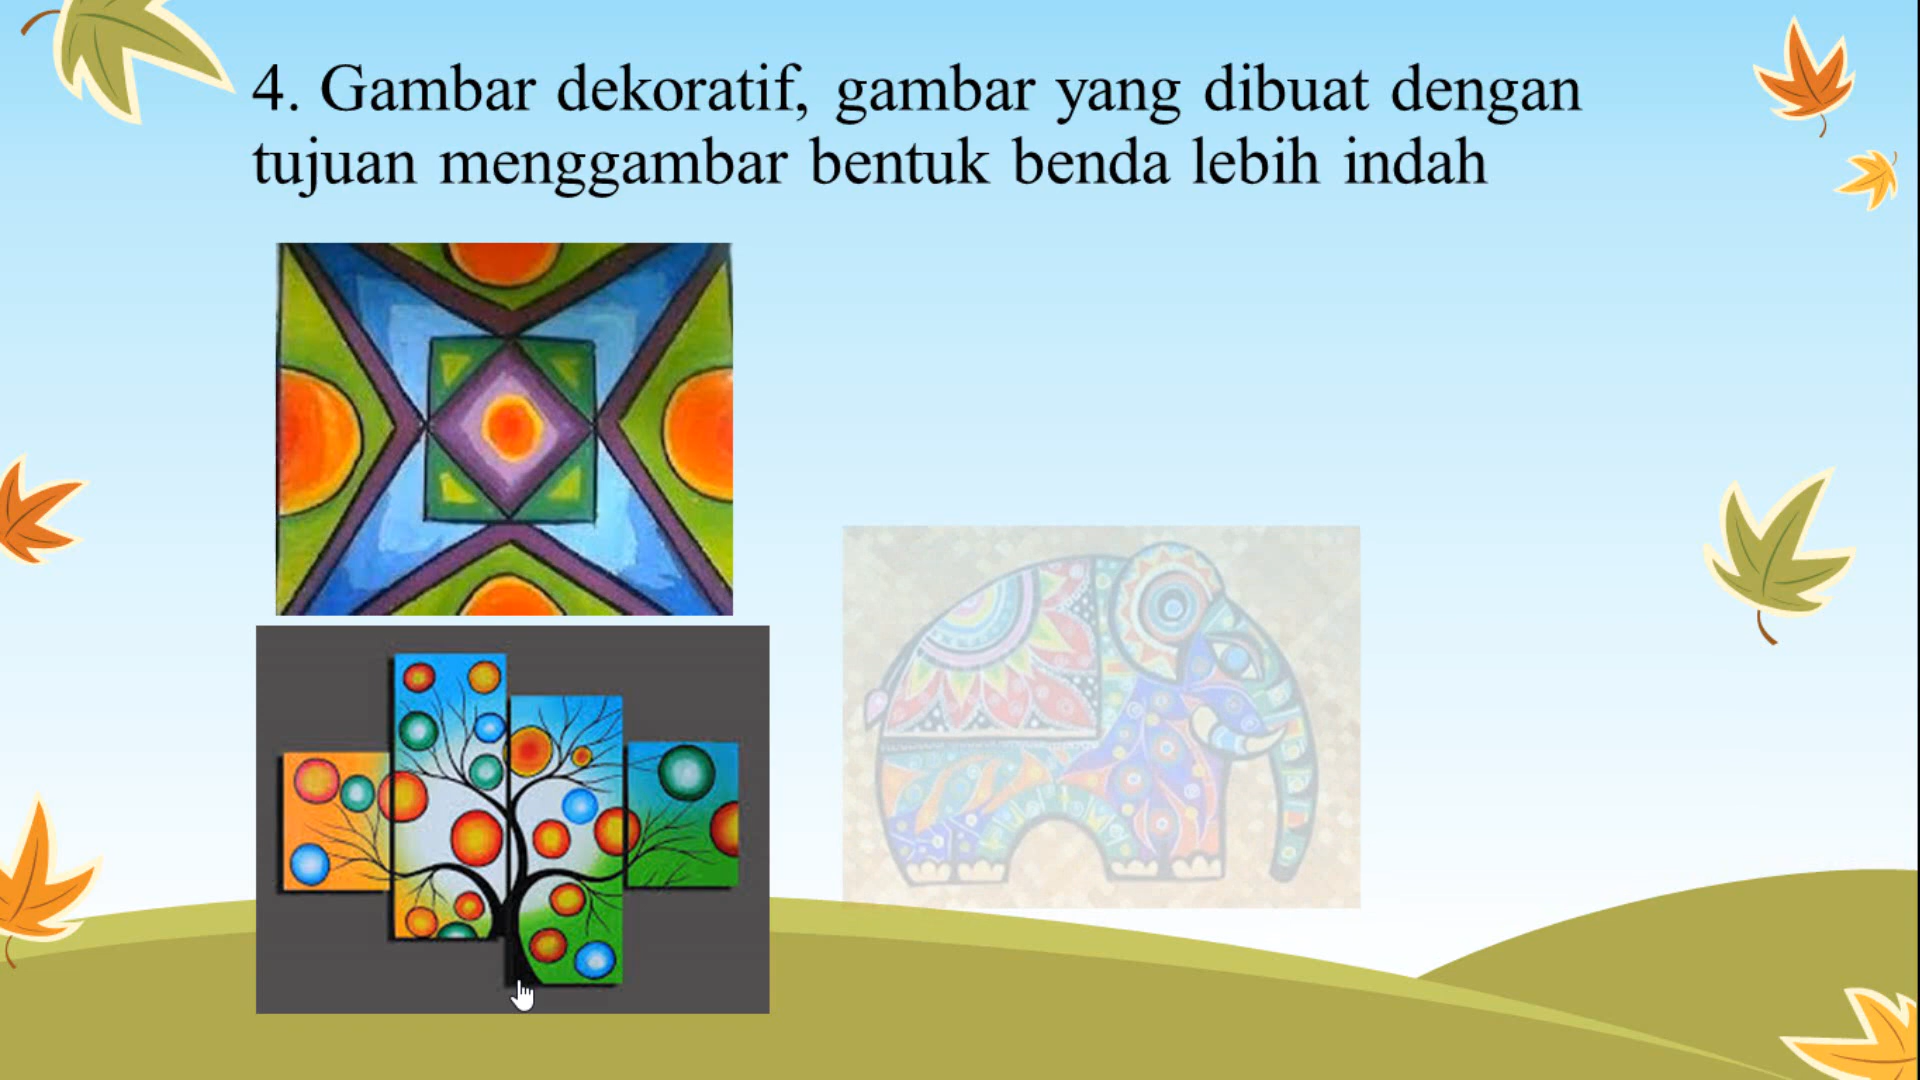 4. Gambar dekoratif, gambar yang dibuat dengan
tujuan menggambar bentuk benda lebih indah